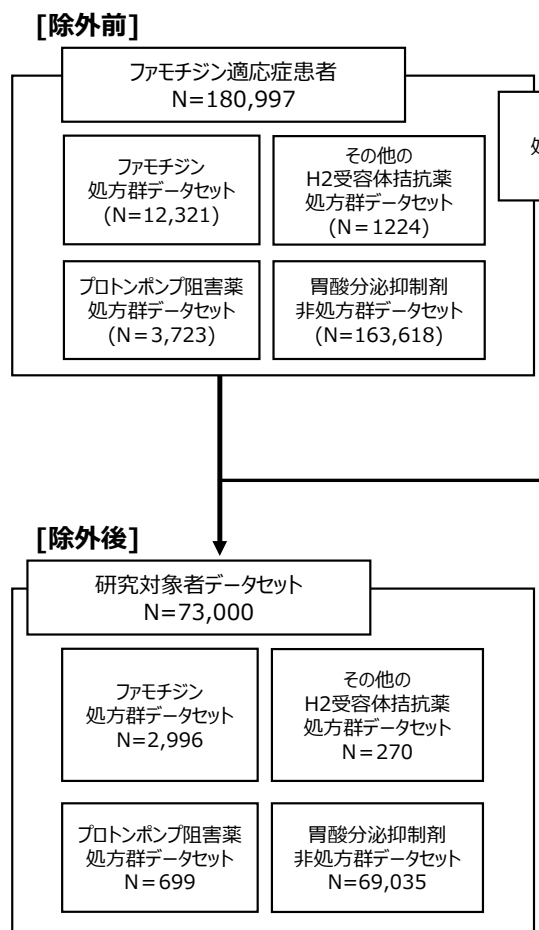 [除外前]
ファモチジン適応症患者
N=180,997
処
ファモチジン
処方群データセット
(N=12,321)
その他の
H2受容体拮抗薬
処方群データセット
(N=1224)
プロトンポンプ阻害薬
処方群データセット
(N=3,723)
胃酸分泌抑制剤
非処方群データセット
(N=163,618)
[除外後]
研究対象者データセット
N=73,000
ファモチジン
処方群データセット
N=2,996
その他の
H2受容体拮抗薬
処方群データセット
N=270
プロトンポンプ阻害薬
処方群データセット
N=699
胃酸分泌抑制剤
非処方群データセット
N=69,035